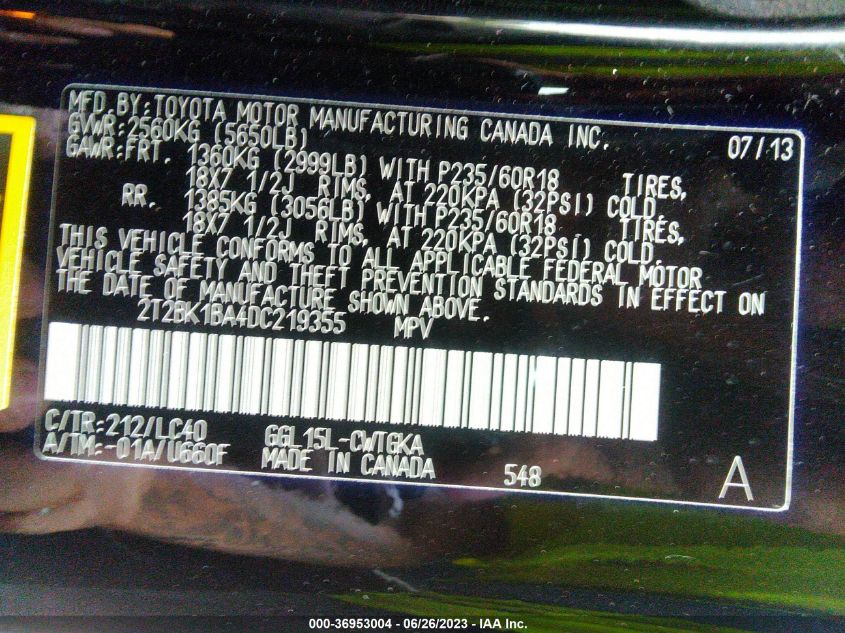 MFD. BY: TOYOTA MOTOR MANUFACTURING CANADA INC. 07/13
GVWR: 2560KG (5650LB)
GAWR: FRT. 1360KG (2999LB) WITH P235/60R18 TIRES,
18X7 1/2J RIMS, AT 220KPA (32PSI) COLD.
RR. 1385KG (3056LB) WITH P235/60R18 TIRES,
18X7 1/2J RIMS, AT 220KPA (32PSI) COLD.
THIS VEHICLE CONFORMS TO ALL APPLICABLE FEDERAL MOTOR
VEHICLE SAFETY AND THEFT PREVENTION STANDARDS IN EFFECT ON
THE DATE OF MANUFACTURE SHOWN ABOVE.
2T2BK1BA4DC219355 MPV
C/TR: 212/LC40 GGL15L-CWTGKA
A/TM: -01A/U660F MADE IN CANADA 548 A
000-36953004 - 06/26/2023 - IAA Inc.